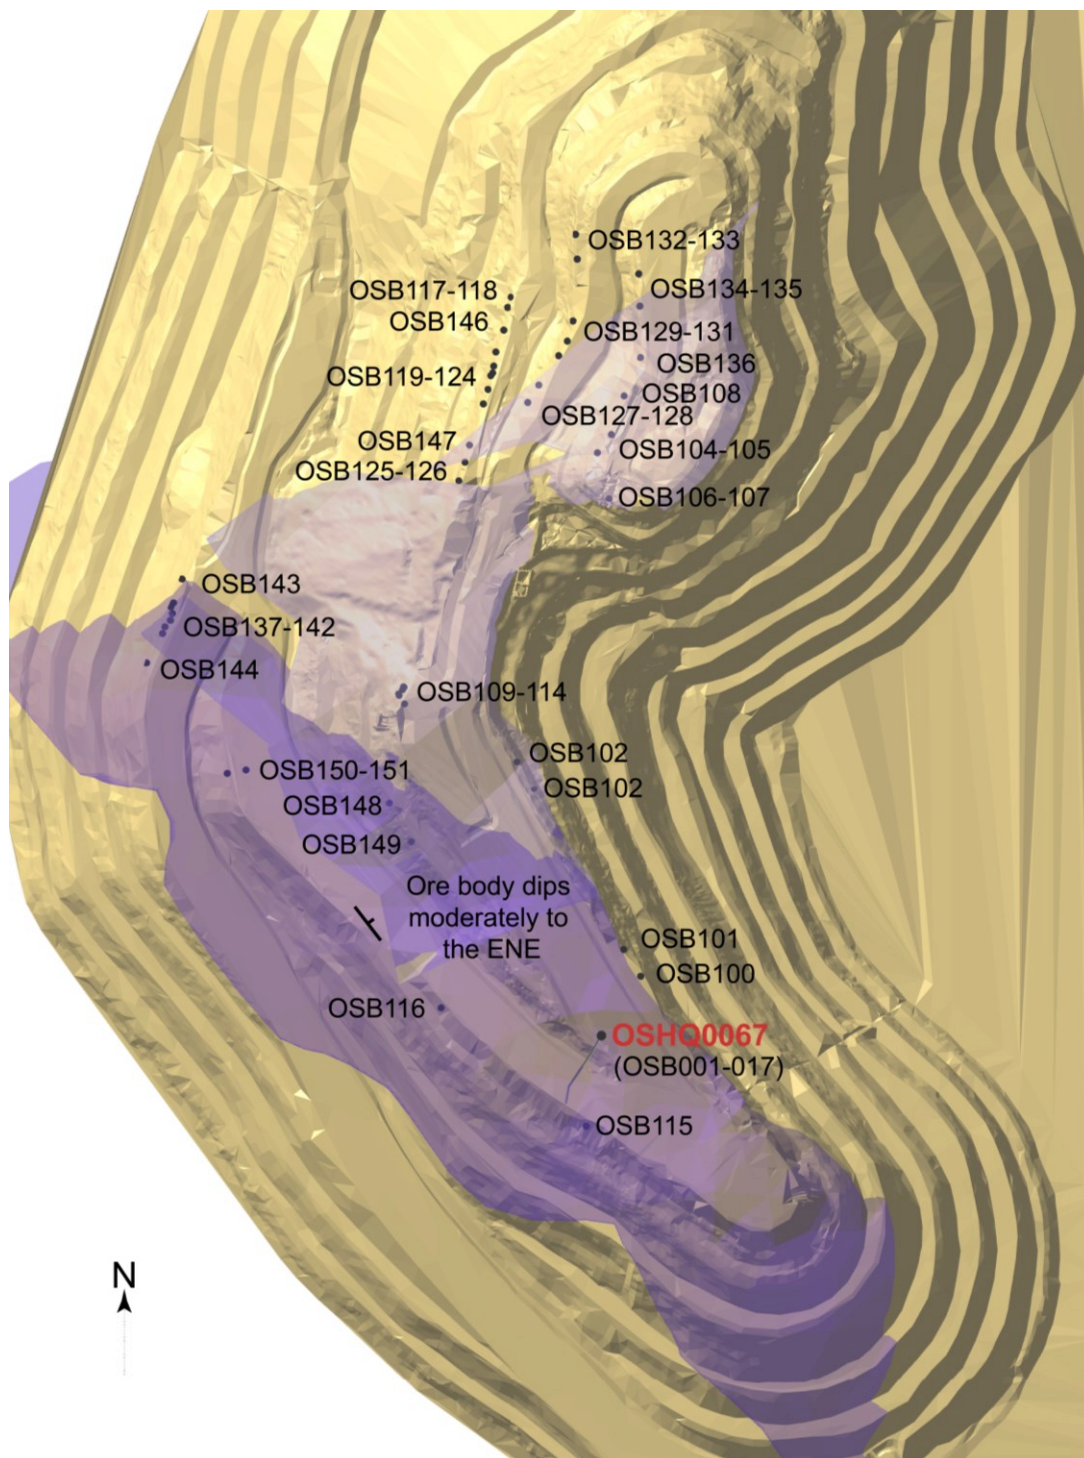 OSB132-133
OSB117-118
OSB134-135
OSB146
OSB129-131
OSB136
OSB119-124
OSB108
OSB127-128
OSB147
OSB104-105
OSB125-126
OSB106-107
OSB143
OSB137-142
OSB144
OSB109-114
OSB102
OSB150-151
OSB102
OSB148
OSB149
Ore body dips
moderately to
the ENE
OSB101
OSB100
OSB116
OSHQ0067
(OSB001-017)
OSB115
N